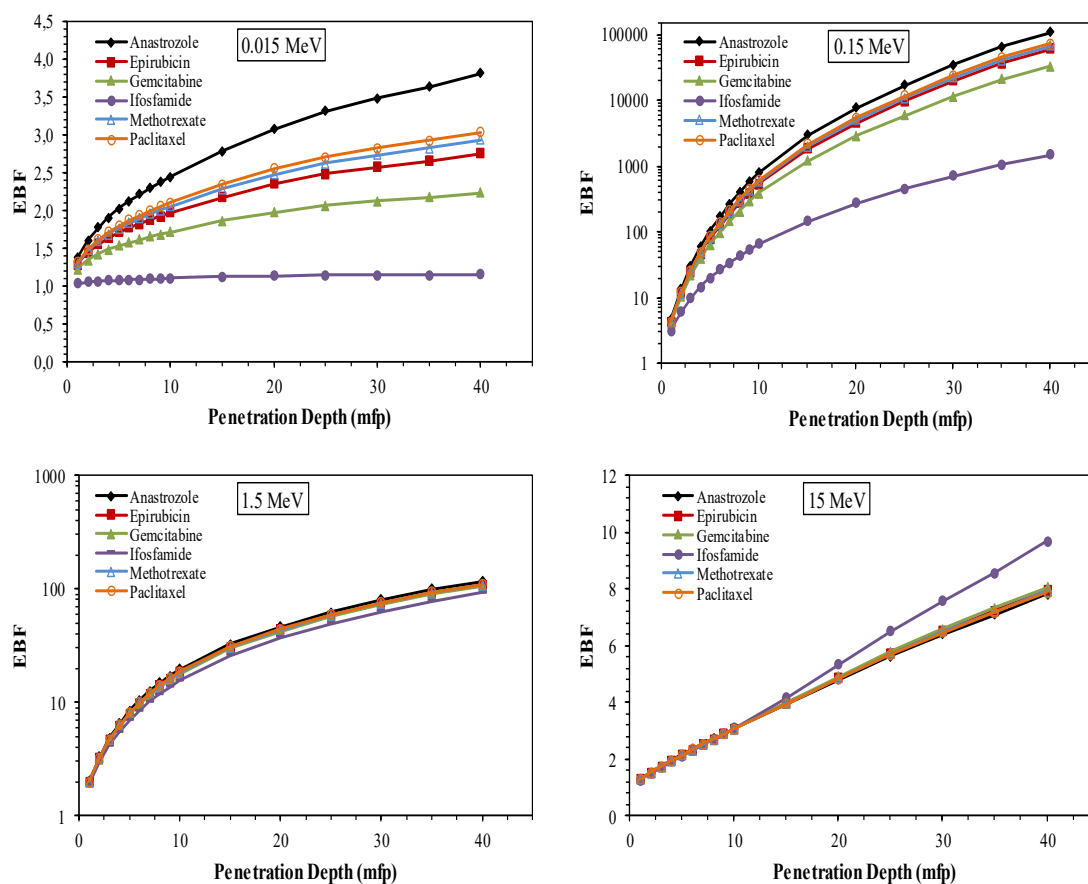 0.015 MeV
Anastrozole
Epirubicin
Gemcitabine
Ifosfamide
Methotrexate
Paclitaxel
EBF
4,5
4,0
3,5
3,0
2,5
2,0
1,5
1,0
0,5
0,0
0 10 20 30 40
Penetration Depth (mfp)
0.15 MeV
Anastrozole
Epirubicin
Gemcitabine
Ifosfamide
Methotrexate
Paclitaxel
EBF
100000
10000
1000
100
10
1
0 10 20 30 40
Penetration Depth (mfp)
1.5 MeV
Anastrozole
Epirubicin
Gemcitabine
Ifosfamide
Methotrexate
Paclitaxel
EBF
1000
100
10
1
0 10 20 30 40
Penetration Depth (mfp)
15 MeV
Anastrozole
Epirubicin
Gemcitabine
Ifosfamide
Methotrexate
Paclitaxel
EBF
12
10
8
6
4
2
0
0 10 20 30 40
Penetration Depth (mfp)